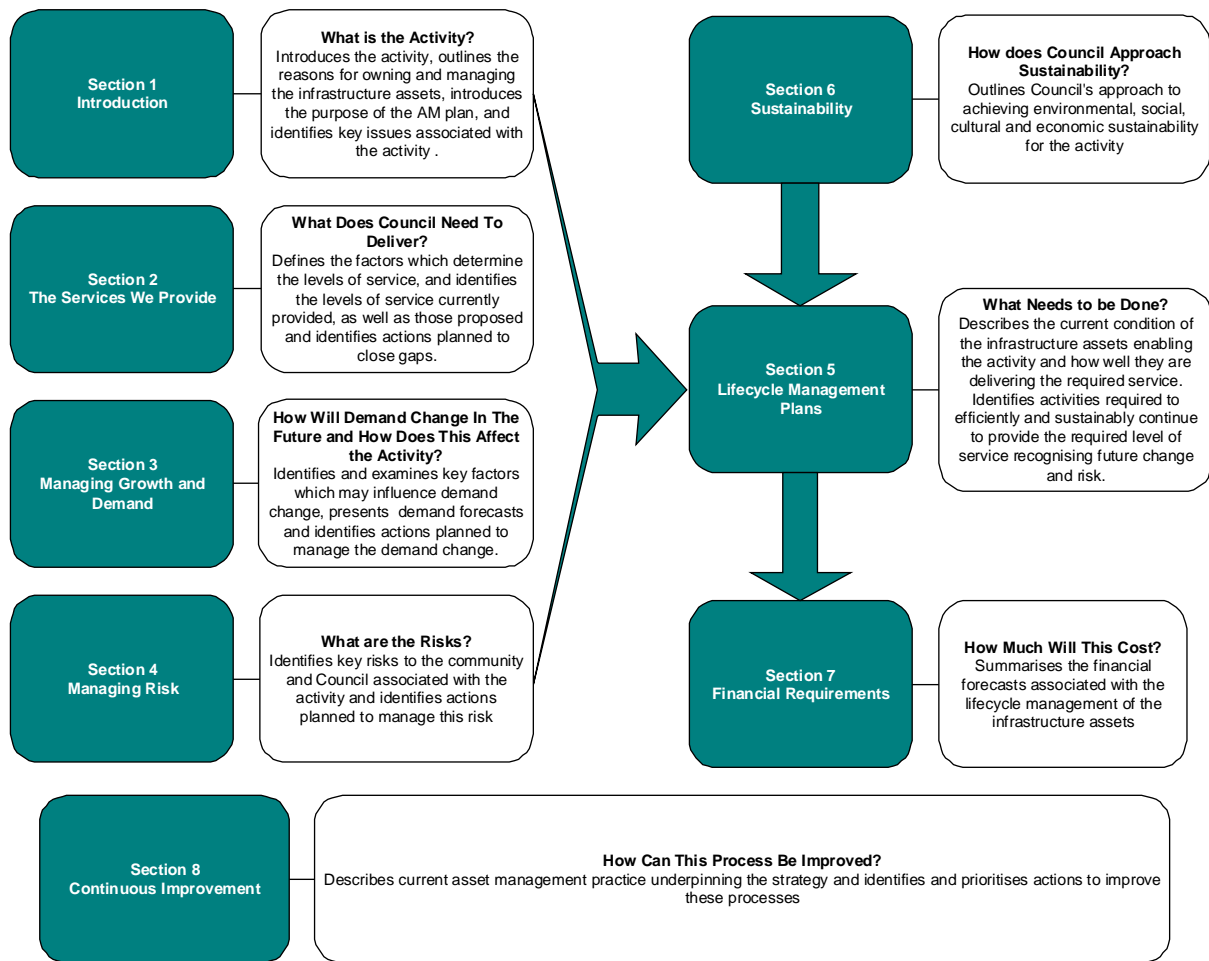 Section 1
Introduction
What is the Activity?
Introduces the activity, outlines the
reasons for owning and managing
the infrastructure assets, introduces
the purpose of the AM plan, and
identifies key issues associated with
the activity .
Section 2
The Services We Provide
What Does Council Need To
Deliver?
Defines the factors which determine
the levels of service, and identifies
the levels of service currently
provided, as well as those proposed
and identifies actions planned to
close gaps.
Section 3
Managing Growth and
Demand
How Will Demand Change In The
Future and How Does This Affect
the Activity?
Identifies and examines key factors
which may influence demand
change, presents demand forecasts
and identifies actions planned to
manage the demand change.
Section 4
Managing Risk
What are the Risks?
Identifies key risks to the community
and Council associated with the
activity and identifies actions
planned to manage this risk
Section 6
Sustainability
How does Council Approach
Sustainability?
Outlines Council's approach to
achieving environmental, social,
cultural and economic sustainability
for the activity
Section 5
Lifecycle Management
Plans
What Needs to be Done?
Describes the current condition of
the infrastructure assets enabling
the activity and how well they are
delivering the required service.
Identifies activities required to
efficiently and sustainably continue
to provide the required level of
service recognising future change
and risk.
Section 7
Financial Requirements
How Much Will This Cost?
Summarises the financial
forecasts associated with the
lifecycle management of the
infrastructure assets
Section 8
Continuous Improvement
How Can This Process Be Improved?
Describes current asset management practice underpinning the strategy and identifies and prioritises actions to improve
these processes